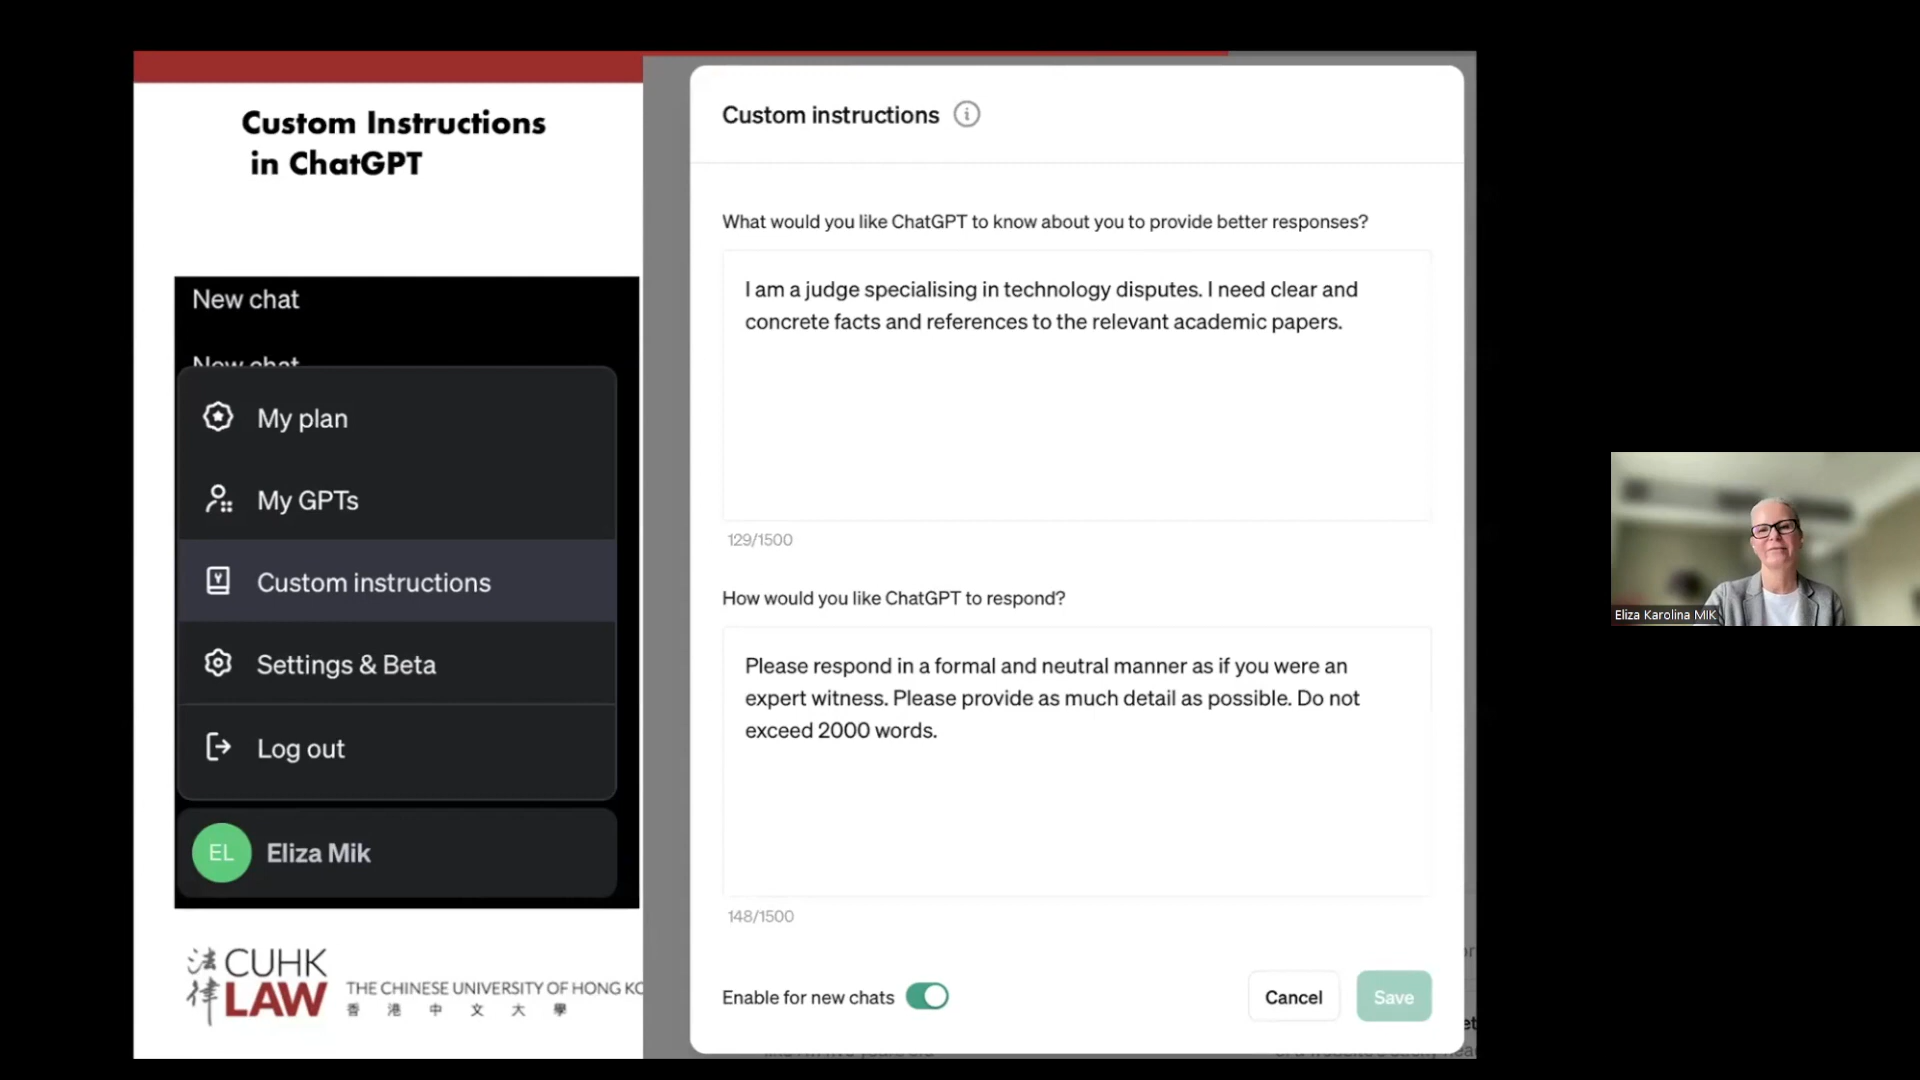 Custom Instructions
in ChatGPT
New chat
New chat
My plan
My GPTs
Custom instructions
Settings & Beta
Log out
EL
Eliza Mik
法律
CUHK
LAW
THE CHINESE UNIVERSITY OF HONG KO
香 港 中 文 大 學
Custom instructions
What would you like ChatGPT to know about you to provide better responses?
I am a judge specialising in technology disputes. I need clear and
concrete facts and references to the relevant academic papers.
129/1500
How would you like ChatGPT to respond?
Please respond in a formal and neutral manner as if you were an
expert witness. Please provide as much detail as possible. Do not
exceed 2000 words.
148/1500
Enable for new chats
Cancel
Save
Eliza Karolina MIK